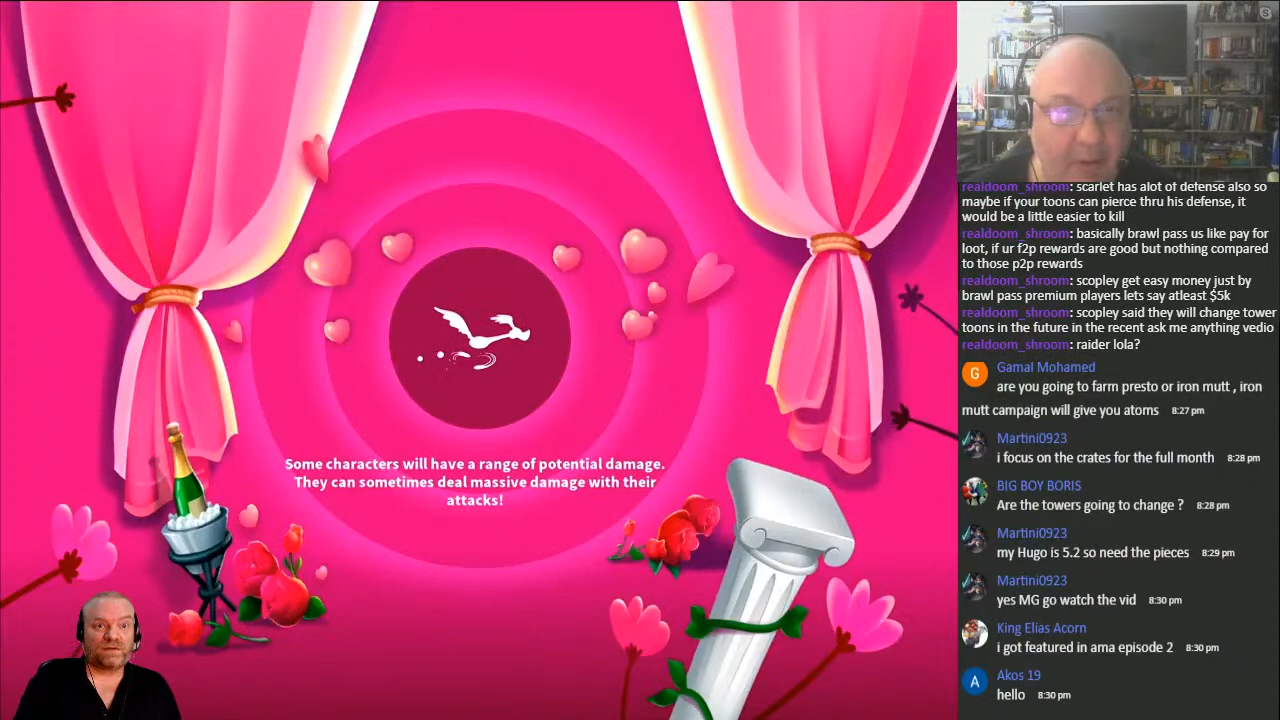 Some characters will have a range of potential damage.
They can sometimes deal massive damage with their
attacks!
realdoom_shroom: scarlet has alot of defense also so
maybe if your toons can pierce thru his defense, it
would be a little easier to kill
realdoom_shroom: basically brawl pass us like pay for
loot, if ur f2p rewards are good but nothing compared
to those p2p rewards
realdoom_shroom: scopley get easy money just by
brawl pass premium players lets say atleast $5k
realdoom_shroom: scopley said they will change tower
toons in the future in the recent ask me anything vedio
realdoom_shroom: raider lola?
G
Gamal Mohamed
are you going to farm presto or iron mutt , iron
mutt campaign will give you atoms 8:27 pm
Martini0923
i focus on the crates for the full month 8:28 pm
BIG BOY BORIS
Are the towers going to change ? 8:28 pm
Martini0923
my Hugo is 5.2 so need the pieces 8:29 pm
Martini0923
yes MG go watch the vid 8:30 pm
King Elias Acorn
i got featured in ama episode 2 8:30 pm
A
Akos 19
hello 8:30 pm